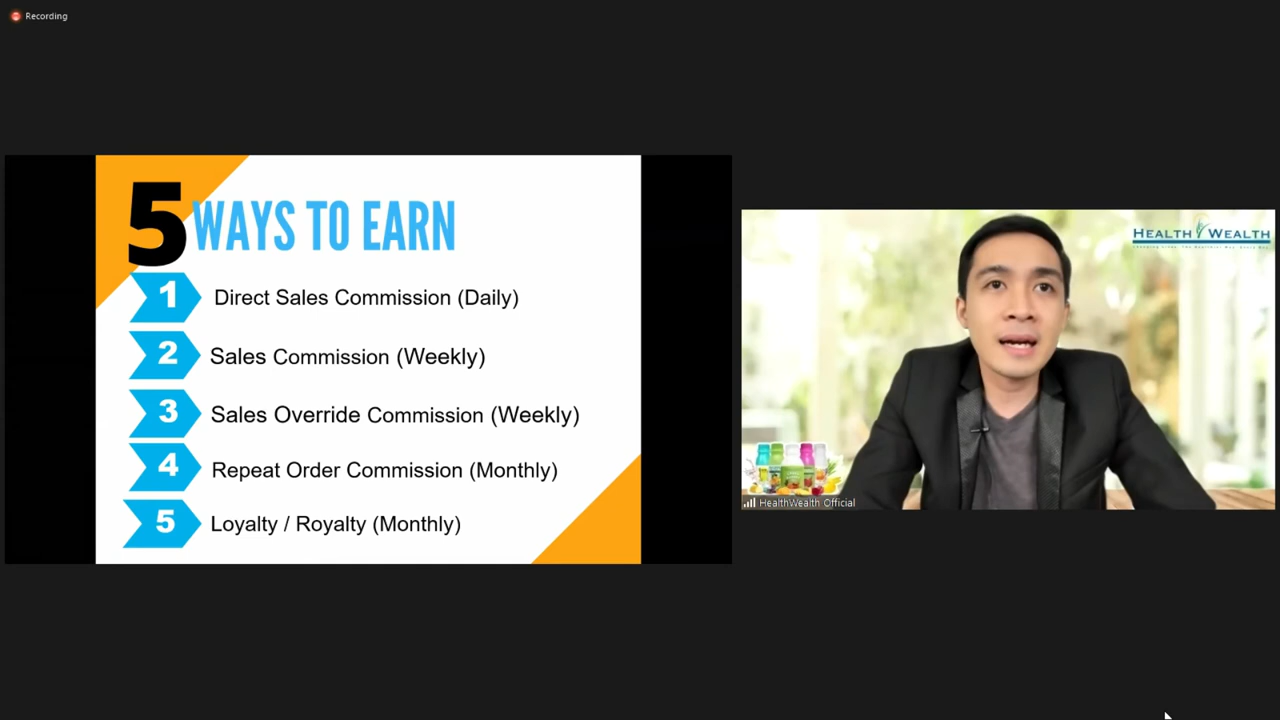 Recording
5 WAYS TO EARN
1 Direct Sales Commission (Daily)
2 Sales Commission (Weekly)
3 Sales Override Commission (Weekly)
4 Repeat Order Commission (Monthly)
5 Loyalty / Royalty (Monthly)
HEALTH WEALTH
HealthWealth Official